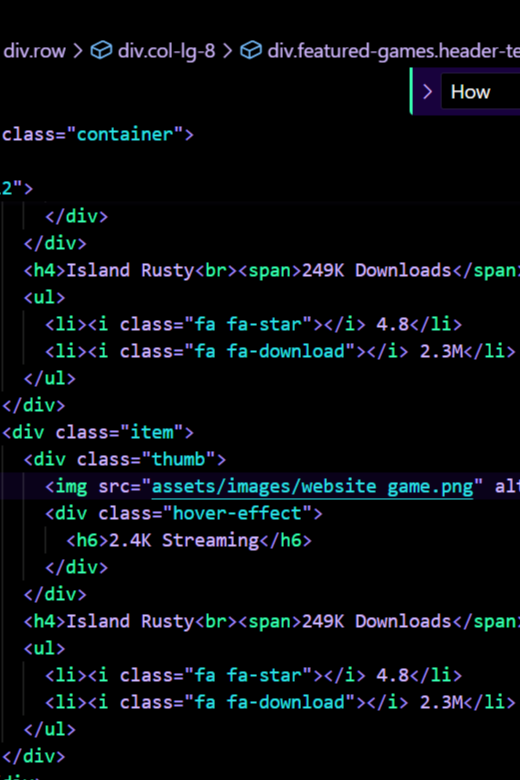 div.row > div.col-lg-8 > div.featured-games.header-te
> How
class="container">
2">
</div>
</div>
<h4>Island Rusty<br><span>249K Downloads</span
<ul>
<li><i class="fa fa-star"></i> 4.8</li>
<li><i class="fa fa-download"></i> 2.3M</li>
</ul>
</div>
<div class="item">
<div class="thumb">
<img src="assets/images/website game.png" alt
<div class="hover-effect">
<h6>2.4K Streaming</h6>
</div>
</div>
<h4>Island Rusty<br><span>249K Downloads</span
<ul>
<li><i class="fa fa-star"></i> 4.8</li>
<li><i class="fa fa-download"></i> 2.3M</li>
</ul>
</div>